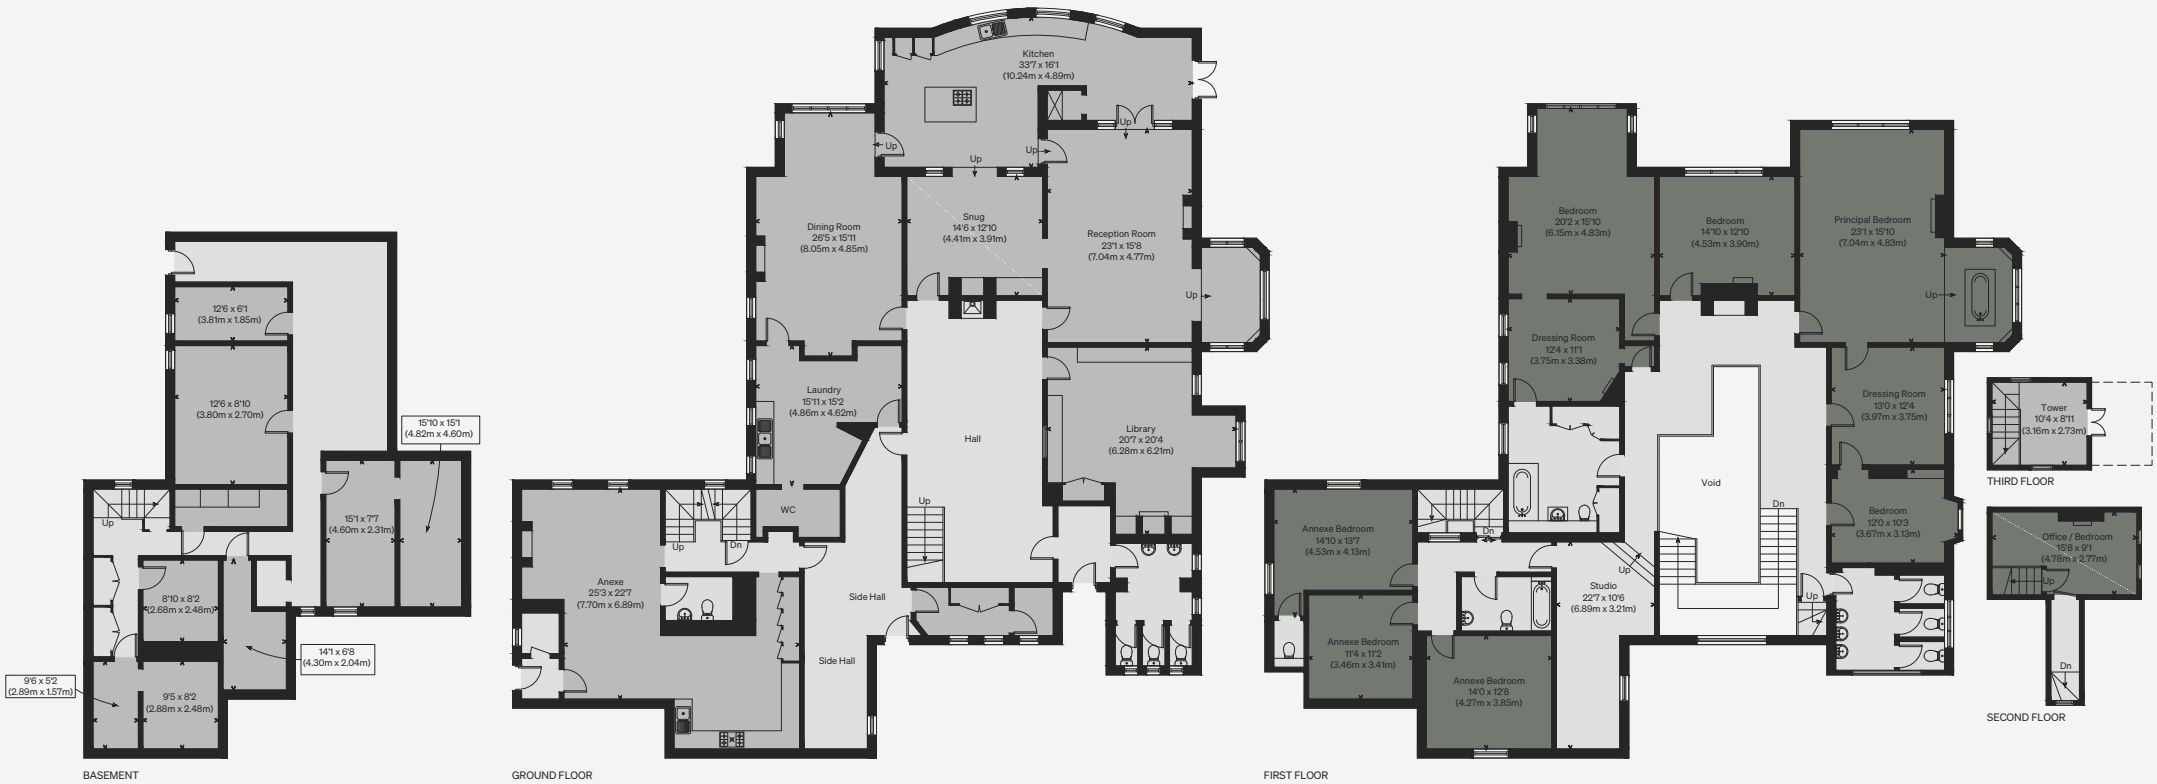 12'6 x 6'1
(3.81m x 1.85m)
12'6 x 8'10
(3.80m x 2.70m)
15'10 x 15'1
(4.82m x 4.60m)
Up
15'1 x 7'7
(4.60m x 2.31m)
8'10 x 8'2
(2.68m x 2.48m)
14'1 x 6'8
(4.30m x 2.04m)
9'6 x 5'2
(2.89m x 1.57m)
9'5 x 8'2
(2.88m x 2.48m)
BASEMENT
Kitchen
33'7 x 16'1
(10.24m x 4.89m)
Up
Up
Up
Up
Dining Room
26'5 x 15'11
(8.05m x 4.85m)
Snug
14'6 x 12'10
(4.41m x 3.91m)
Reception Room
23'1 x 15'8
(7.04m x 4.77m)
Up
Laundry
15'11 x 15'2
(4.86m x 4.62m)
Hall
Library
20'7 x 20'4
(6.28m x 6.21m)
Up
WC
Up
Dn
Anexe
25'3 x 22'7
(7.70m x 6.89m)
Side Hall
Side Hall
GROUND FLOOR
Bedroom
20'2 x 15'10
(6.15m x 4.83m)
Bedroom
14'10 x 12'10
(4.53m x 3.90m)
Principal Bedroom
23'1 x 15'10
(7.04m x 4.83m)
Up
Dressing Room
12'4 x 11'1
(3.75m x 3.38m)
Dressing Room
13'0 x 12'4
(3.97m x 3.75m)
Void
Dn
Bedroom
12'0 x 10'3
(3.67m x 3.13m)
Annexe Bedroom
14'10 x 13'7
(4.53m x 4.13m)
Dn
Up
Studio
22'7 x 10'6
(6.89m x 3.21m)
Up
Annexe Bedroom
11'4 x 11'2
(3.46m x 3.41m)
Annexe Bedroom
14'0 x 12'8
(4.27m x 3.85m)
FIRST FLOOR
Tower
10'4 x 8'11
(3.16m x 2.73m)
THIRD FLOOR
Office / Bedroom
15'8 x 9'1
(4.78m x 2.77m)
Up
Dn
SECOND FLOOR